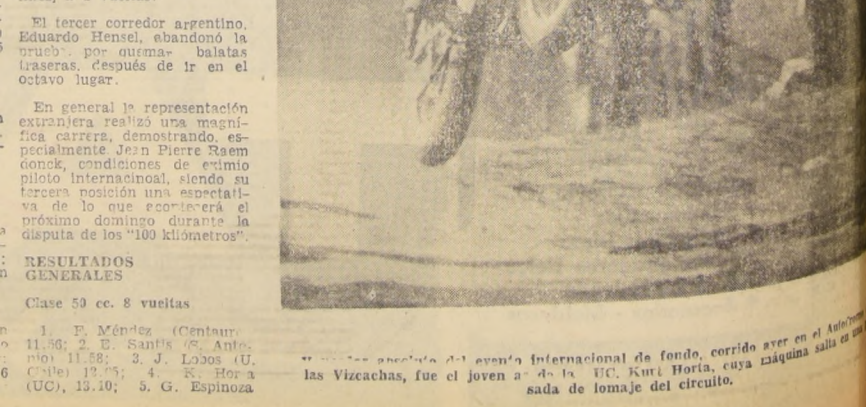 El tercer corredor argentino,
Eduardo Hensel, abandonó la
prueba por quemar balatas
traseras, después de ir en el
octavo lugar.
En general la representación
extranjera realizó una magní-
fica carrera, demostrando, es-
pecialmente Jean Pierre Raem
donck, condiciones de eximio
piloto internacinoal, siendo su
tercera posición una espectati-
va de lo que acontecerá el
próximo domingo durante la
disputa de los "100 kilómetros".
RESULTADOS
GENERALES
Clase 50 cc. 8 vueltas
1. F. Méndez (Centauro
11.56; 2. E. Santis (S. Anto-
nio) 11.58; 3. J. Lobos (U.
Chile) 4. K. Horta
(UC), 13.10; 5. G. Espinoza
del evento internacional de fondo, corrido ayer en el
las Vizcachas, fue el joven de la UC. Kurt Horta, cuya máquina salta en
sada de lomaje del circuito.